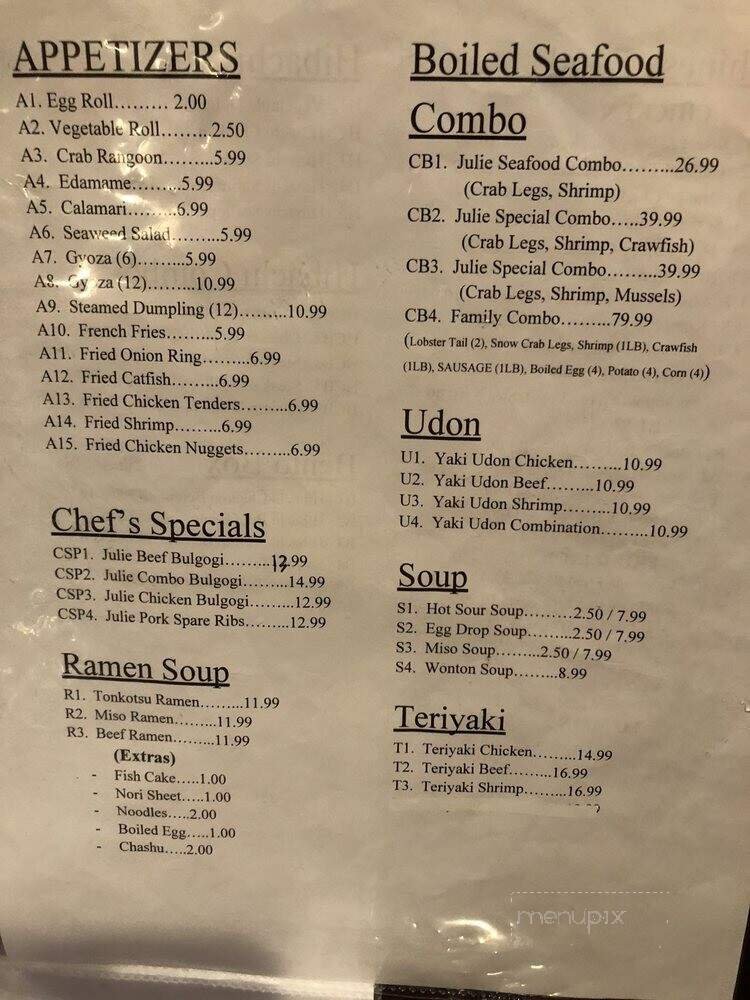 APPETIZERS
A1. Egg Roll......... 2.00
A2. Vegetable Roll.........2.50
A3. Crab Rangoon.........5.99
A4. Edamame.........5.99
A5. Calamari.........6.99
A6. Seaweed Salad.........5.99
A7. Gyoza (6).........5.99
A8. Gyoza (12).........10.99
A9. Steamed Dumpling (12).........10.99
A10. French Fries.........5.99
A11. Fried Onion Ring.........6.99
A12. Fried Catfish.........6.99
A13. Fried Chicken Tenders.........6.99
A14. Fried Shrimp.........6.99
A15. Fried Chicken Nuggets.........6.99
Chef's Specials
CSP1. Julie Beef Bulgogi.........13.99
CSP2. Julie Combo Bulgogi.........14.99
CSP3. Julie Chicken Bulgogi.........12.99
CSP4. Julie Pork Spare Ribs.........12.99
Ramen Soup
R1. Tonkotsu Ramen.........11.99
R2. Miso Ramen.........11.99
R3. Beef Ramen.........11.99
(Extras)
- Fish Cake.....1.00
- Nori Sheet.....1.00
- Noodles.....2.00
- Boiled Egg.....1.00
- Chashu.....2.00
Boiled Seafood
Combo
CB1. Julie Seafood Combo.........26.99
(Crab Legs, Shrimp)
CB2. Julie Special Combo.....39.99
(Crab Legs, Shrimp, Crawfish)
CB3. Julie Special Combo.........39.99
(Crab Legs, Shrimp, Mussels)
CB4. Family Combo.........79.99
(Lobster Tail (2), Snow Crab Legs, Shrimp (1LB), Crawfish
(1LB), SAUSAGE (1LB), Boiled Egg (4), Potato (4), Corn (4))
Udon
U1. Yaki Udon Chicken.........10.99
U2. Yaki Udon Beef.........10.99
U3. Yaki Udon Shrimp.........10.99
U4. Yaki Udon Combination.........10.99
Soup
S1. Hot Sour Soup.........2.50 / 7.99
S2. Egg Drop Soup.........2.50 / 7.99
S3. Miso Soup.........2.50 / 7.99
S4. Wonton Soup.........8.99
Teriyaki
T1. Teriyaki Chicken.........14.99
T2. Teriyaki Beef.........16.99
T3. Teriyaki Shrimp.........16.99
menupix